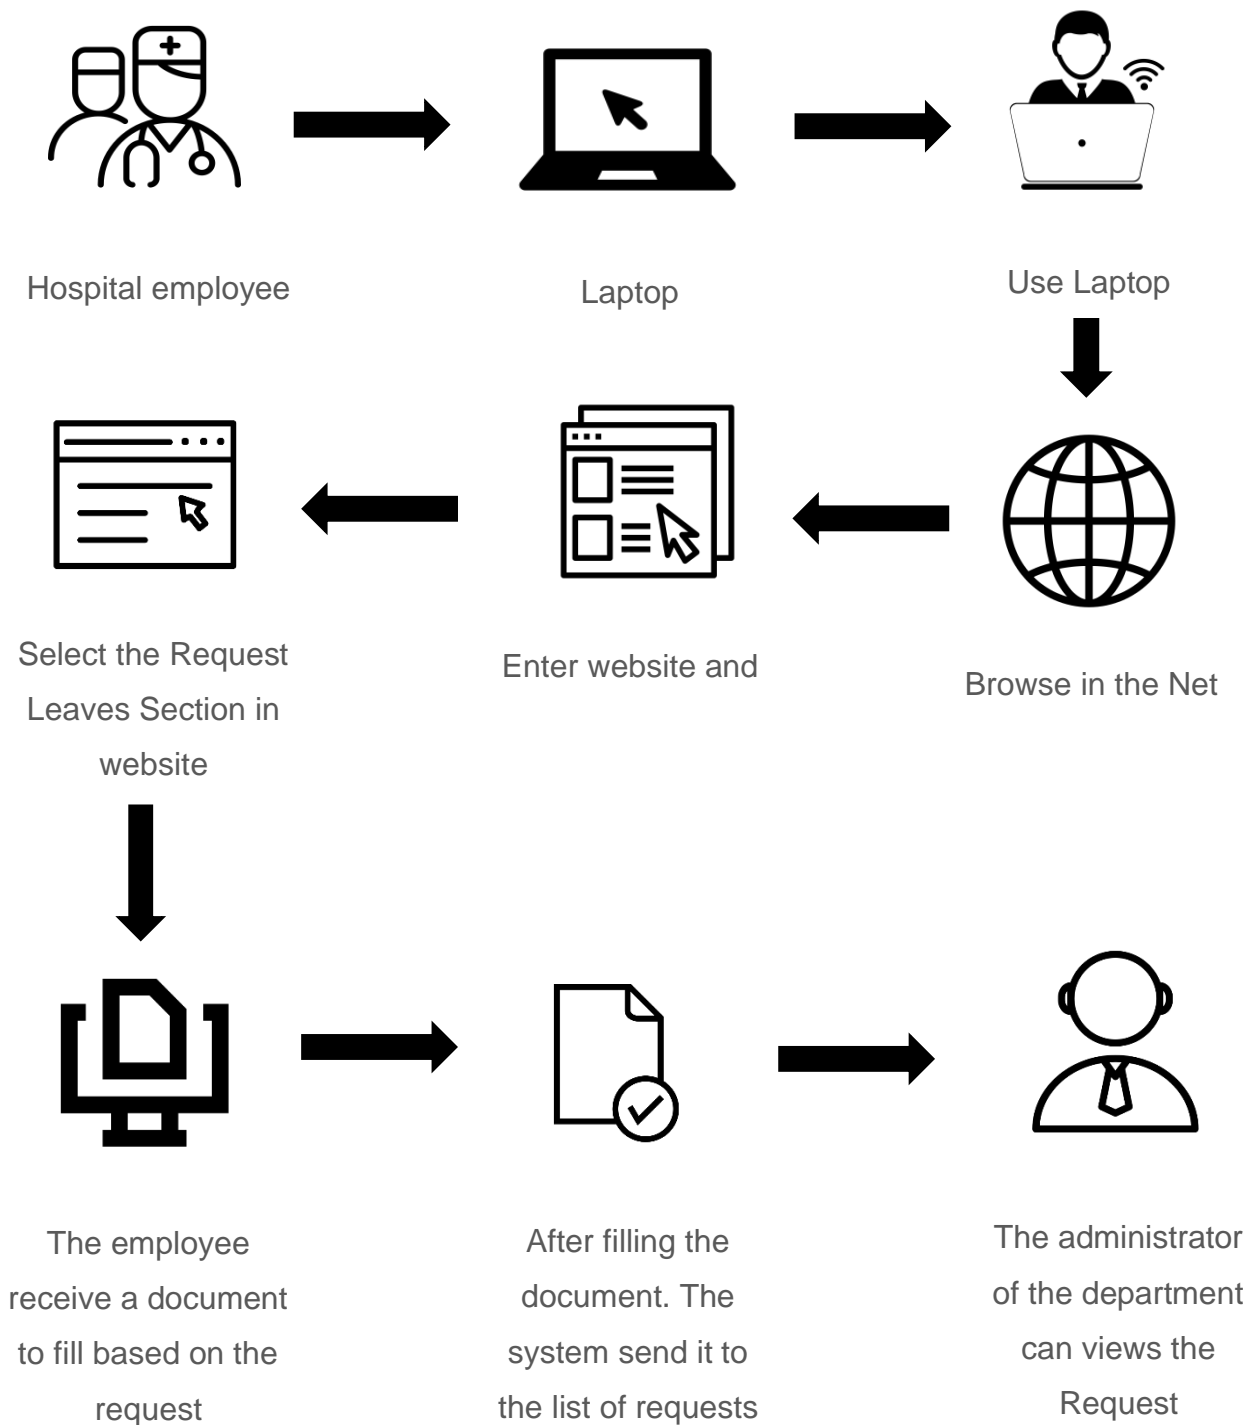 Hospital employee
Laptop
Use Laptop
Browse in the Net
Enter website and
Select the Request
Leaves Section in
website
The employee
receive a document
to fill based on the
request
After filling the
document. The
system send it to
the list of requests
The administrator
of the department
can views the
Request